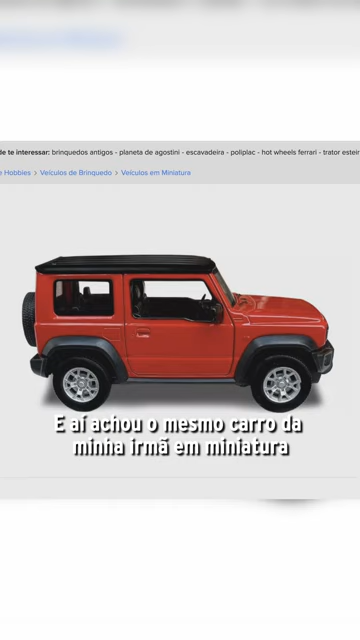 de te interessar: brinquedos antigos - planeta de agostini - escavadeira - poliplac - hot wheels ferrari - trator esteir
e Hobbies > Veículos de Brinquedo > Veículos em Miniatura
E aí achou o mesmo carro da
minha irmã em miniatura